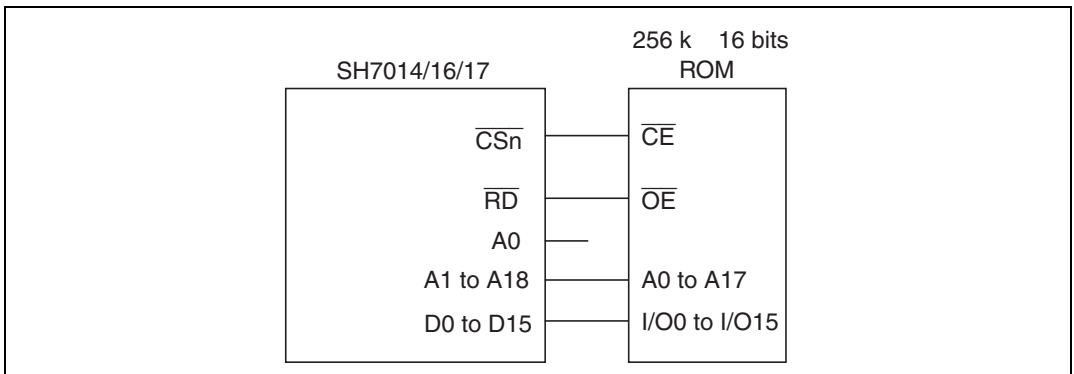 256 k 16 bits
SH7014/16/17 ROM
CSn CE
RD OE
A0
A1 to A18 A0 to A17
D0 to D15 I/O0 to I/O15